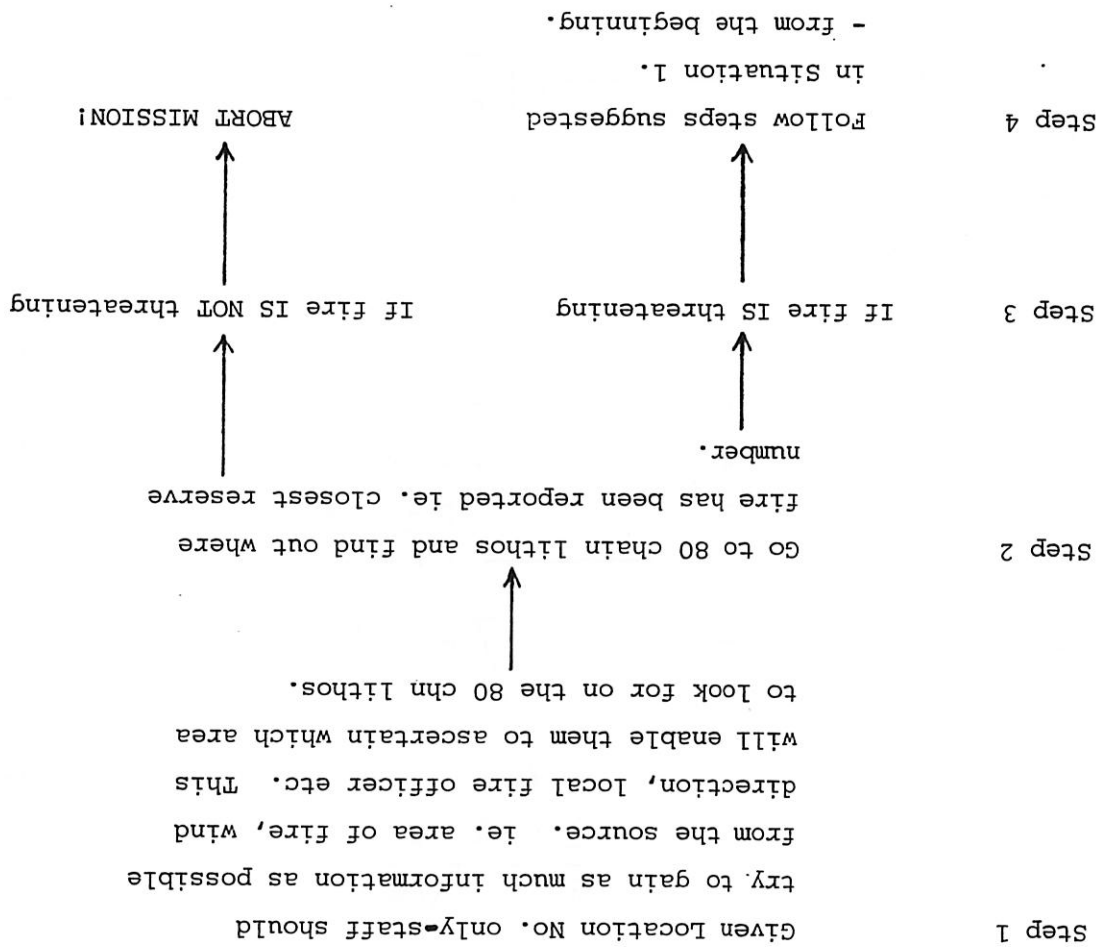 Step 1 Given Location No. only-staff should
try to gain as much information as possible
from the source. ie. area of fire, wind
direction, local fire officer etc. This
will enable them to ascertain which area
to look for on the 80 chn lithos.
Step 2 Go to 80 chain lithos and find out where
fire has been reported ie. closest reserve
number.
Step 3 If fire IS threatening If fire IS NOT threatening
Step 4 Follow steps suggested ABORT MISSION!
in Situation 1.
- from the beginning.